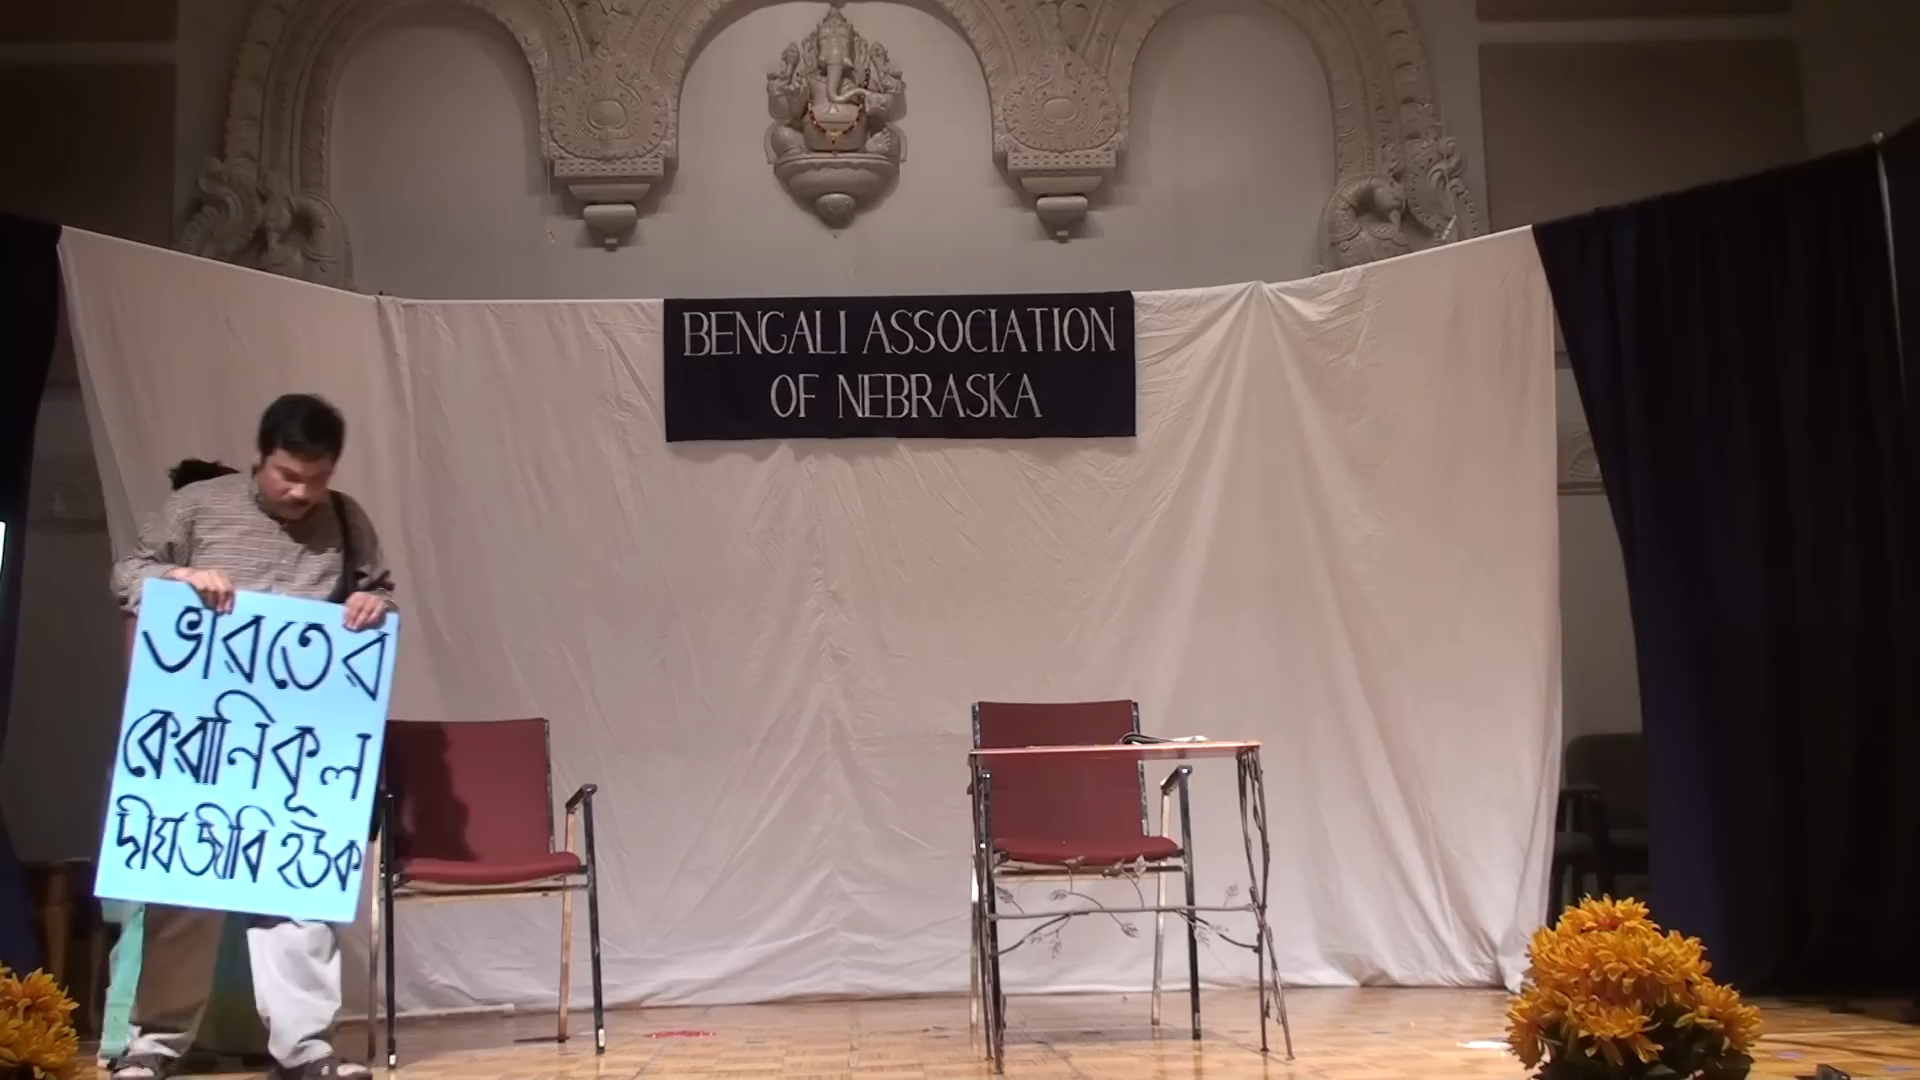 BENGALI ASSOCIATION
OF NEBRASKA
ভারতের
কেরানিকূল
দীর্ঘজীবি হউক